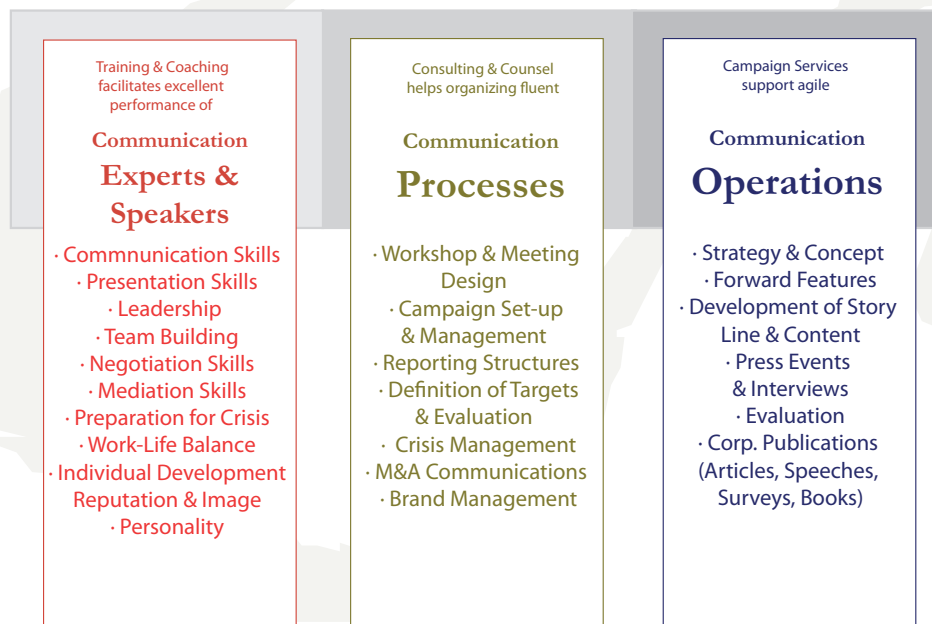 Training & Coaching
facilitates excellent
performance of
Communication
Experts &
Speakers
· Commnunication Skills
· Presentation Skills
· Leadership
· Team Building
· Negotiation Skills
· Mediation Skills
· Preparation for Crisis
· Work-Life Balance
· Individual Development
Reputation & Image
· Personality
Consulting & Counsel
helps organizing fluent
Communication
Processes
· Workshop & Meeting
Design
· Campaign Set-up
& Management
· Reporting Structures
· Definition of Targets
& Evaluation
· Crisis Management
· M&A Communications
· Brand Management
Campaign Services
support agile
Communication
Operations
· Strategy & Concept
· Forward Features
· Development of Story
Line & Content
· Press Events
& Interviews
· Evaluation
· Corp. Publications
(Articles, Speeches,
Surveys, Books)